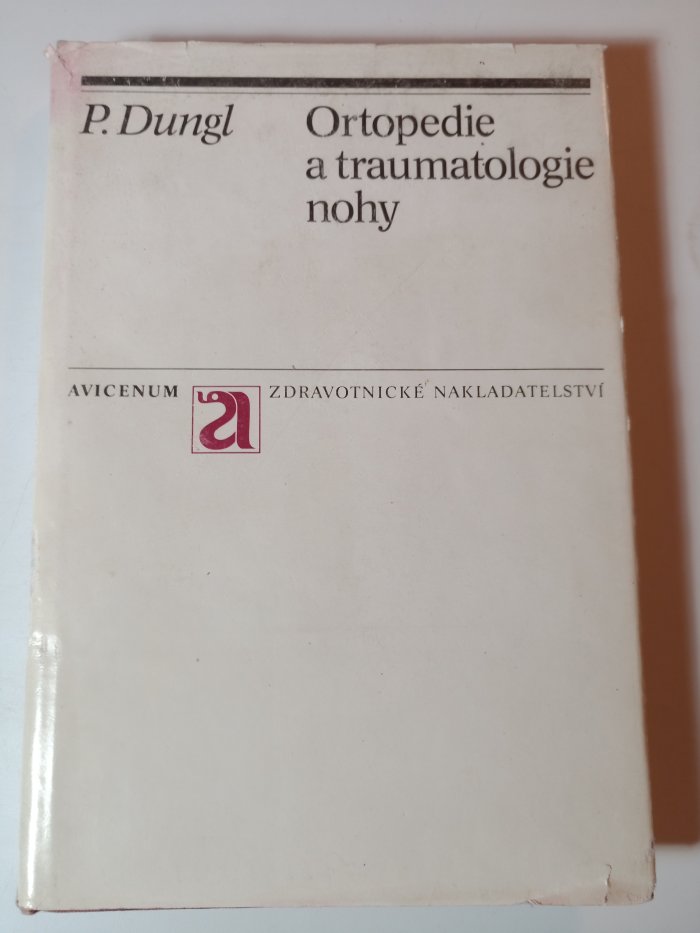 P. Dungl
Ortopedie
a traumatologie
nohy
AVICENUM a ZDRAVOTNICKÉ NAKLADATELSTVÍ